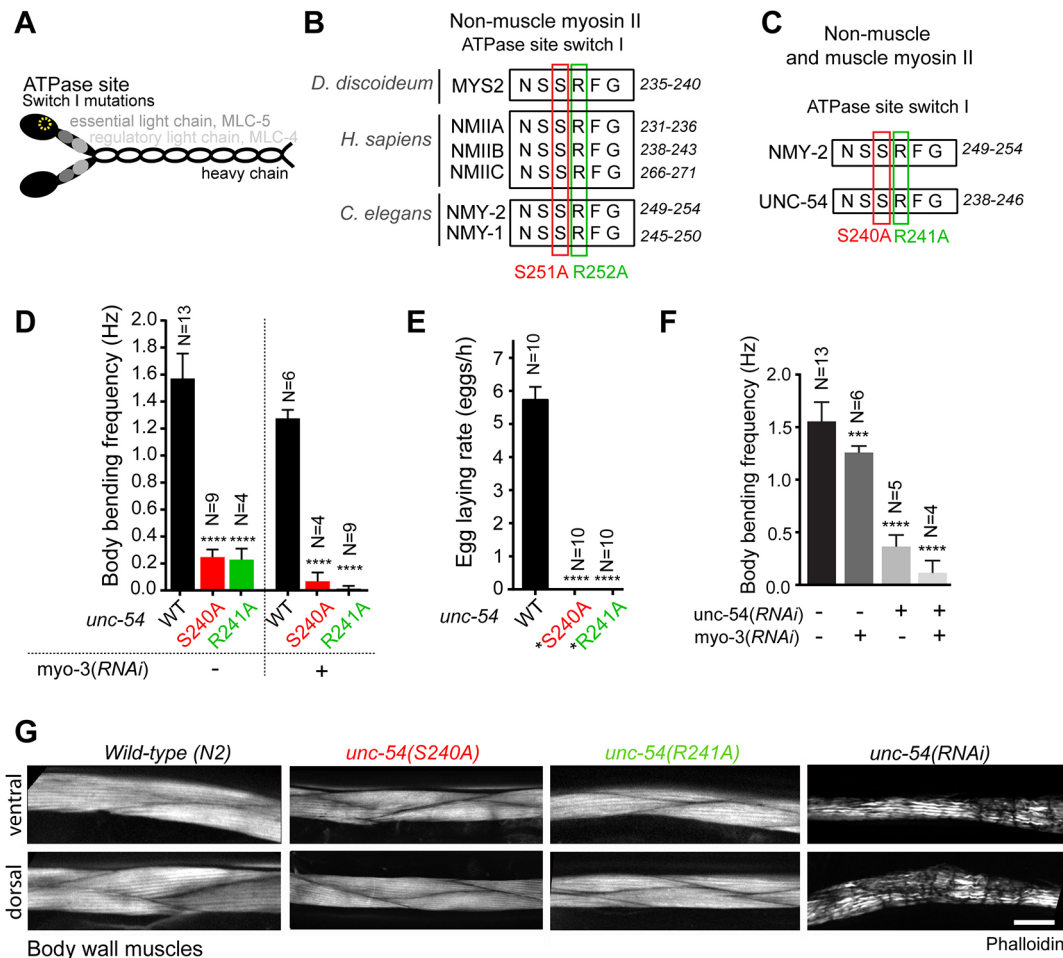 A
ATPase site
Switch I mutations
essential light chain, MLC-5
regulatory light chain, MLC-4
heavy chain
B
Non-muscle myosin II
ATPase site switch I
D. discoideum MYS2 N S S R F G 235-240
H. sapiens
NMIIA N S S R F G 231-236
NMIIB N S S R F G 238-243
NMIIC N S S R F G 266-271
C. elegans
NMY-2 N S S R F G 249-254
NMY-1 N S S R F G 245-250
S251A R252A
C
Non-muscle
and muscle myosin II
ATPase site switch I
NMY-2 N S S R F G 249-254
UNC-54 N S S R F G 238-246
S240A R241A
D
Body bending frequency (Hz)
2.0
1.8
1.6
1.4
1.2
1.0
0.8
0.6
0.4
0.2
0.0
N=13
N=9
****
N=4
****
N=6
N=4
****
N=9
****
unc-54 WT S240A R241A WT S240A R241A
myo-3(RNAi) - +
E
Egg laying rate (eggs/h)
7
6
5
4
3
2
1
0
N=10
N=10
****
N=10
****
unc-54 WT *S240A *R241A
F
Body bending frequency (Hz)
2.0
1.5
1.0
0.5
0.0
N=13
N=6
***
N=5
****
N=4
****
unc-54(RNAi) - - + +
myo-3(RNAi) - + - +
G
Wild-type (N2) unc-54(S240A) unc-54(R241A) unc-54(RNAi)
ventral
dorsal
Body wall muscles
Phalloidin